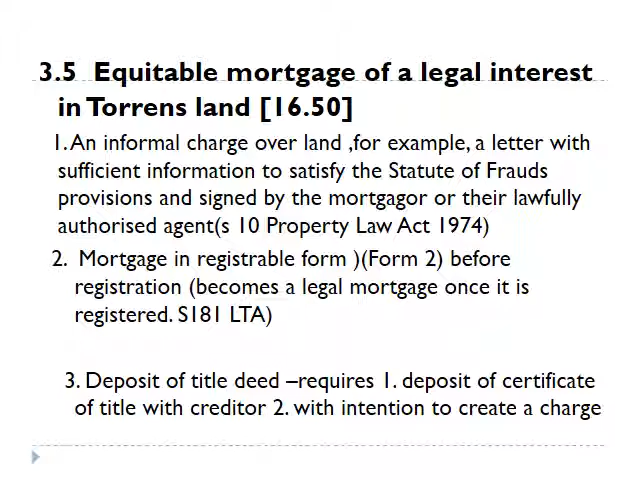 3.5 Equitable mortgage of a legal interest
in Torrens land [16.50]
1. An informal charge over land ,for example, a letter with
sufficient information to satisfy the Statute of Frauds
provisions and signed by the mortgagor or their lawfully
authorised agent(s 10 Property Law Act 1974)
2. Mortgage in registrable form )(Form 2) before
registration (becomes a legal mortgage once it is
registered. S181 LTA)
3. Deposit of title deed –requires 1. deposit of certificate
of title with creditor 2. with intention to create a charge